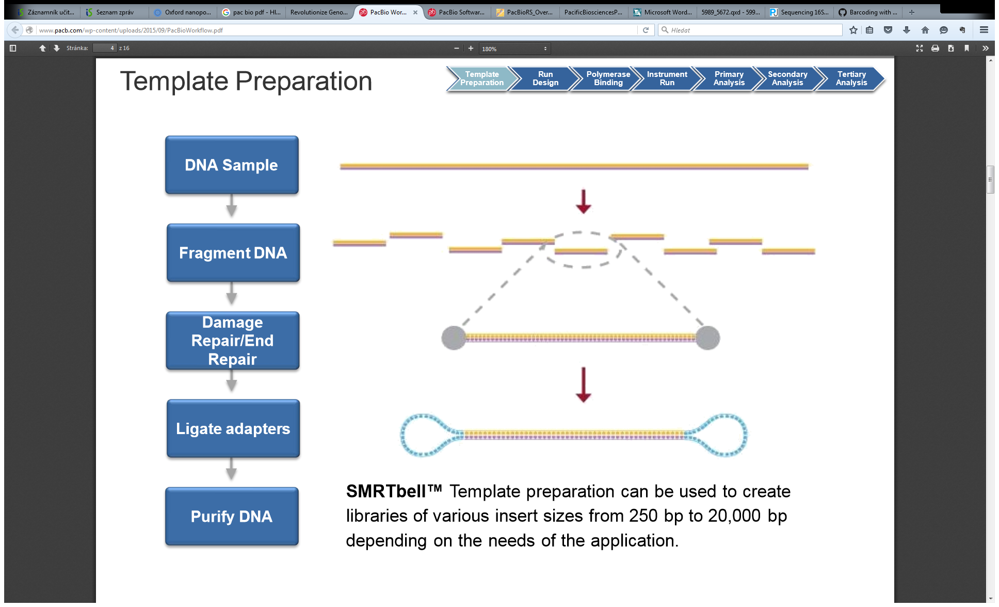 Záznamník učit...
Seznam zpráv
Oxford nanopo...
pac bio pdf - Hl...
Revolutionize Geno...
PacBio Wor...
PacBio Softwar...
PacBioRS_Over...
PacificBiosciencesP...
Microsoft Word...
5989_5672.qxd - 599...
Sequencing 16S...
Barcoding with ...
www.pacb.com/wp-content/uploads/2015/09/PacBioWorkflow.pdf
Hledat
Stránka: 4 z 16
180%
Template Preparation
Template
Preparation
Run
Design
Polymerase
Binding
Instrument
Run
Primary
Analysis
Secondary
Analysis
Tertiary
Analysis
DNA Sample
Fragment DNA
Damage
Repair/End
Repair
Ligate adapters
Purify DNA
SMRTbell™ Template preparation can be used to create
libraries of various insert sizes from 250 bp to 20,000 bp
depending on the needs of the application.